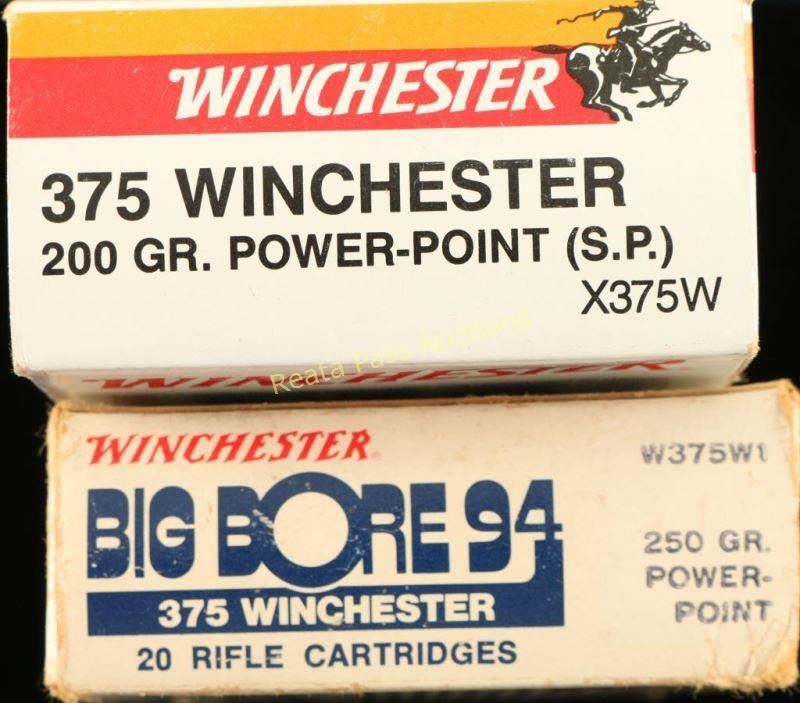 WINCHESTER
375 WINCHESTER
200 GR. POWER-POINT (S.P.)
X375W
Reata Pass Auctions
WINCHESTER
WINCHESTER®
BIG BORE 94
375 WINCHESTER
20 RIFLE CARTRIDGES
W375W1
250 GR.
POWER-
POINT